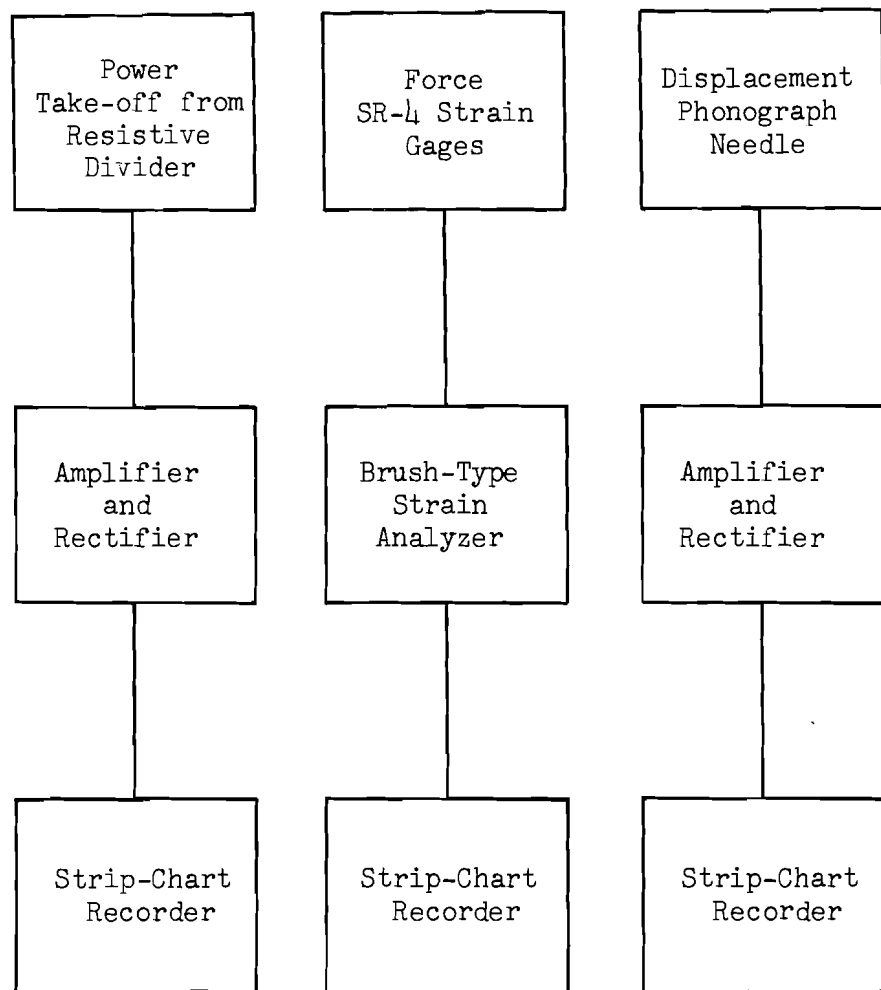 Power
Take-off from
Resistive
Divider
Force
SR-4 Strain
Gages
Displacement
Phonograph
Needle
Amplifier
and
Rectifier
Brush-Type
Strain
Analyzer
Amplifier
and
Rectifier
Strip-Chart
Recorder
Strip-Chart
Recorder
Strip-Chart
Recorder